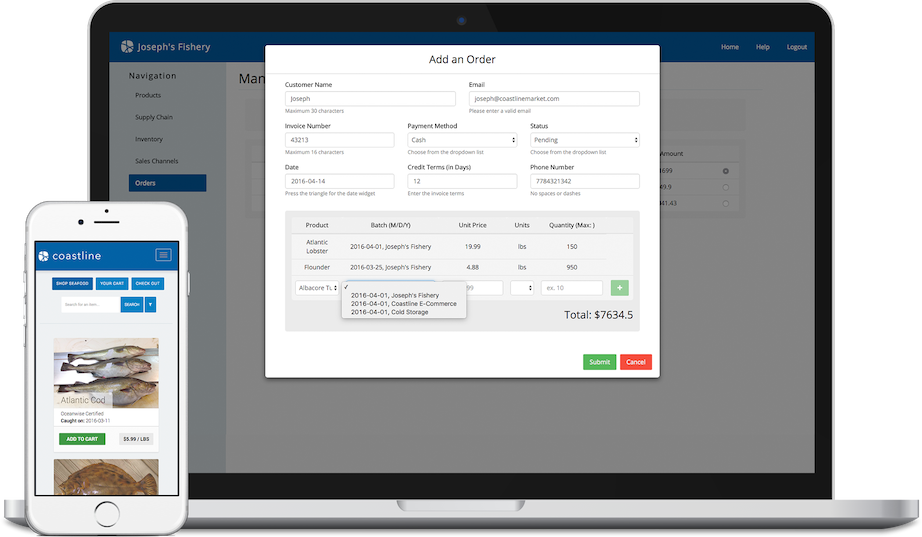 Joseph's Fishery
Home
Help
Logout
Navigation
Products
Supply Chain
Inventory
Sales Channels
Orders
Man
Amount
49.9
041.43
Add an Order
Customer Name
Email
Joseph
joseph@coastlinemarket.com
Maximum 30 characters
Please enter a valid email
Invoice Number
Payment Method
Status
43213
Cash
Pending
Maximum 16 characters
Choose from the dropdown list
Choose from the dropdown list
Date
Credit Terms (in Days)
Phone Number
2016-04-14
12
7784321342
Press the triangle for the date widget
Enter the invoice terms
No spaces or dashes
Product Batch (M/D/Y) Unit Price Units Quantity (Max: )
Atlantic
Lobster
2016-04-01, Joseph's Fishery 19.99 lbs 150
Flounder 2016-03-25, Joseph's Fishery 4.88 lbs 950
Albacore Tu
ex. 10
+
✓
2016-04-01, Joseph's Fishery
2016-04-01, Coastline E-Commerce
2016-04-01, Cold Storage
Total: $7634.5
Submit
Cancel
coastline
SHOP SEAFOOD
YOUR CART
CHECK OUT
Search for an item...
SEARCH
Atlantic Cod
Oceanwise Certified
Caught on: 2016-03-11
ADD TO CART
$5.99 / LBS